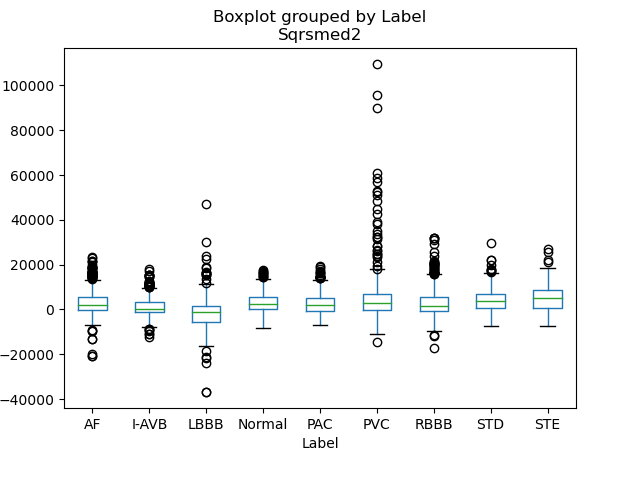 Boxplot grouped by Label
Sqrsmed2
100000
80000
60000
40000
20000
0
−20000
−40000
AF I-AVB LBBB Normal PAC PVC RBBB STD STE
Label